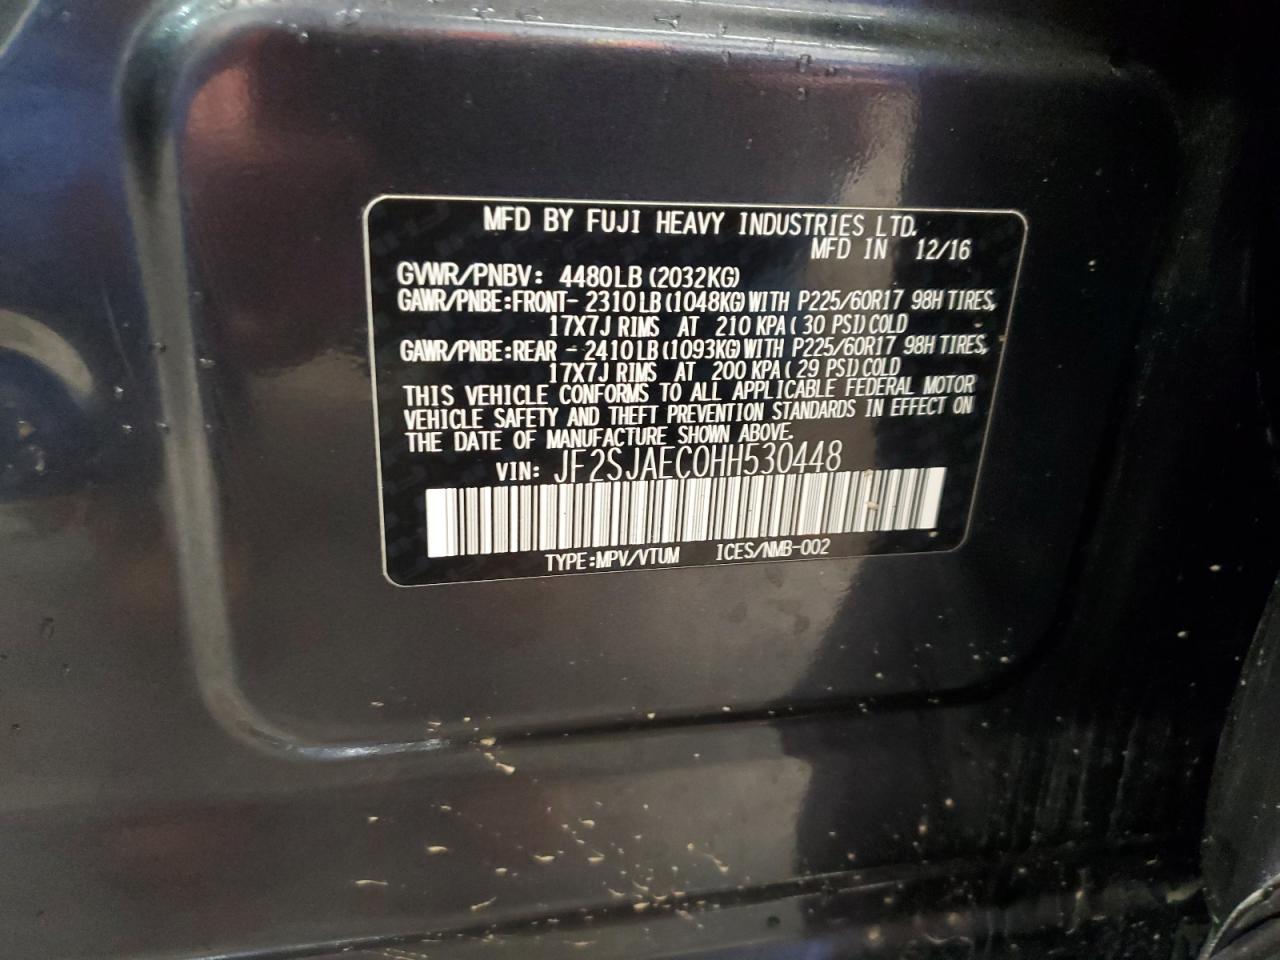 MFD BY FUJI HEAVY INDUSTRIES LTD.
MFD IN 12/16
GVWR/PNBV: 4480LB (2032KG)
GAWR/PNBE:FRONT- 2310LB (1048KG) WITH P225/60R17 98H TIRES,
17X7J RIMS AT 210 KPA ( 30 PSI) COLD
GAWR/PNBE:REAR - 2410LB (1093KG) WITH P225/60R17 98H TIRES,
17X7J RIMS AT 200 KPA ( 29 PSI) COLD
THIS VEHICLE CONFORMS TO ALL APPLICABLE FEDERAL MOTOR
VEHICLE SAFETY AND THEFT PREVENTION STANDARDS IN EFFECT ON
THE DATE OF MANUFACTURE SHOWN ABOVE.
VIN: JF2SJAEC0HH530448
TYPE:MPV/VTUM ICES/NMB-002